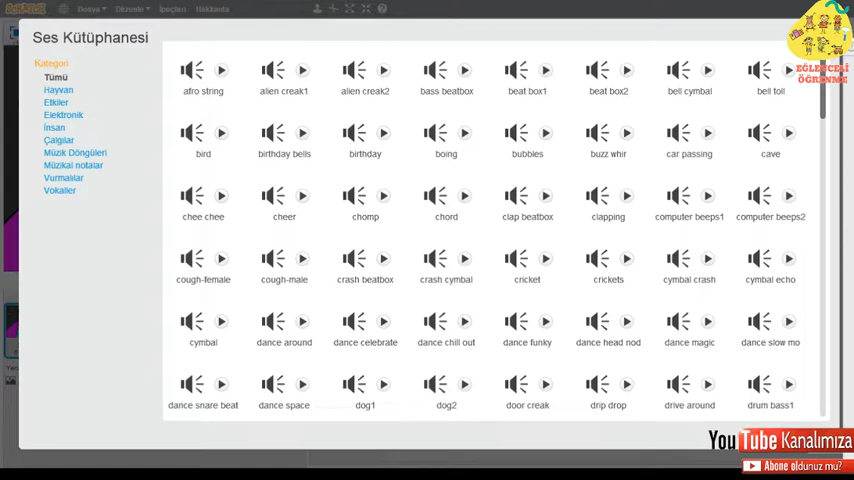 SCRATCH Dosya Düzenle İpuçları Hakkında
Ses Kütüphanesi
Kategori
Tümü
Hayvan
Etkiler
Elektronik
İnsan
Çalgılar
Müzik Döngüleri
Müzikal notalar
Vurmalılar
Vokaller
afro string alien creak1 alien creak2 bass beatbox beat box1 beat box2 bell cymbal bell toll
bird birthday bells birthday boing bubbles buzz whir car passing cave
chee chee cheer chomp chord clap beatbox clapping computer beeps1 computer beeps2
cough-female cough-male crash beatbox crash cymbal cricket crickets cymbal crash cymbal echo
cymbal dance around dance celebrate dance chill out dance funky dance head nod dance magic dance slow mo
dance snare beat dance space dog1 dog2 door creak drip drop drive around drum bass1
EĞLENCELİ
ÖĞRENME
You Tube Kanalımıza
Abone oldunuz mu?